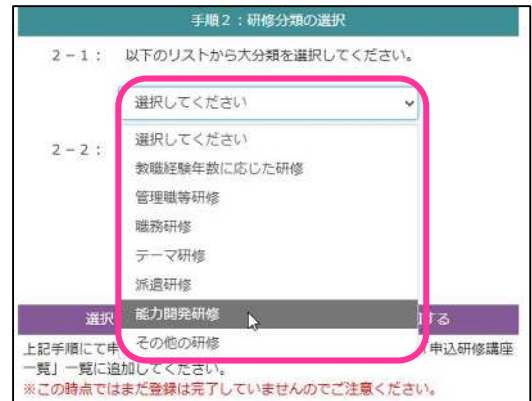 手順２：研修分類の選択
２－１： 以下のリストから大分類を選択してください。
選択してください
選択してください
２－２：
教職経験年数に応じた研修
管理職等研修
職務研修
テーマ研修
派遣研修
能力開発研修
選択 する
その他の研修
上記手順にて申 申込研修講座
一覧」一覧に追加してください。
※この時点ではまだ登録は完了していませんのでご注意ください。